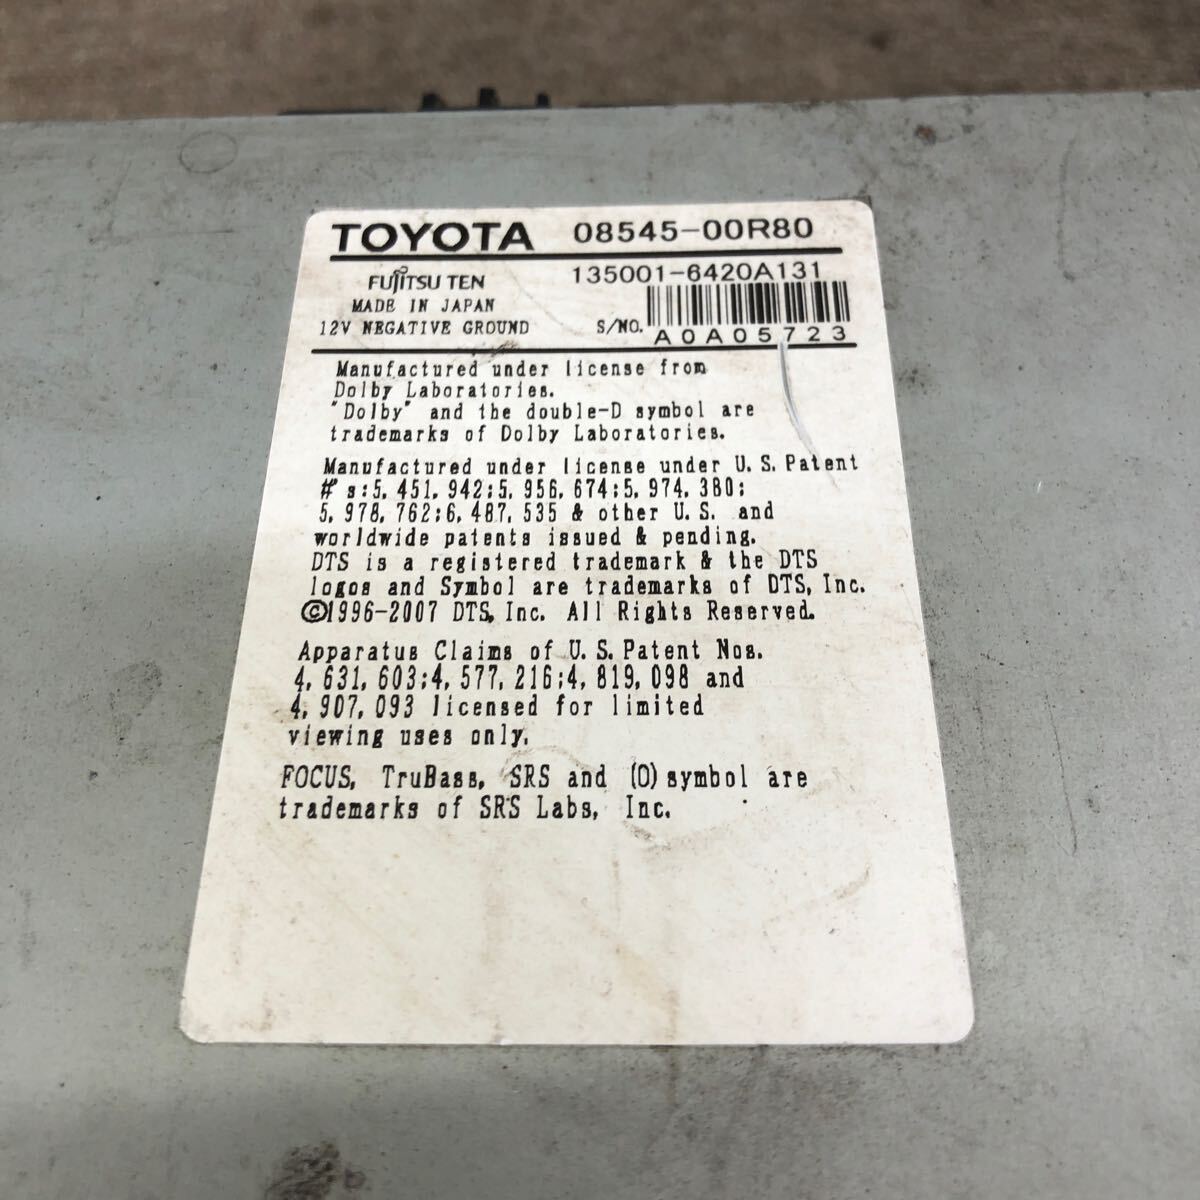 TOYOTA 08545-00R80
FUJITSU TEN 135001-6420A131
MADE IN JAPAN
12V NEGATIVE GROUND S/NO. A0A05723
Manufactured under license from
Dolby Laboratories.
"Dolby" and the double-D symbol are
trademarks of Dolby Laboratories.
Manufactured under license under U.S. Patent
#'s:5,451,942;5,956,674;5,974,380;
5,978,762;6,487,535 & other U.S. and
worldwide patents issued & pending.
DTS is a registered trademark & the DTS
logos and Symbol are trademarks of DTS, Inc.
©1996-2007 DTS, Inc. All Rights Reserved.
Apparatus Claims of U.S. Patent Nos.
4,631,603;4,577,216;4,819,098 and
4,907,093 licensed for limited
viewing uses only.
FOCUS, TruBass, SRS and (O) symbol are
trademarks of SRS Labs, Inc.